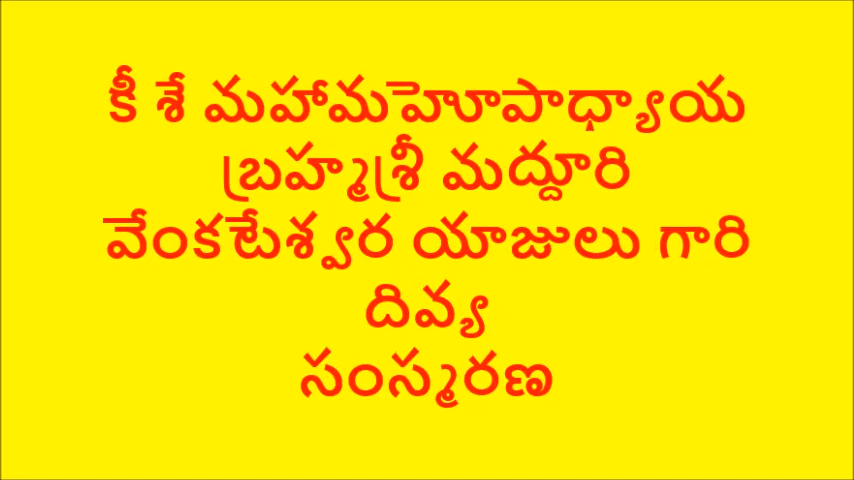 కీ శే మహామహెూపాధ్యాయ
బ్రహ్మశ్రీ మద్దూరి
వేంకటేశ్వర యాజులు గారి
దివ్య
సంస్మరణ